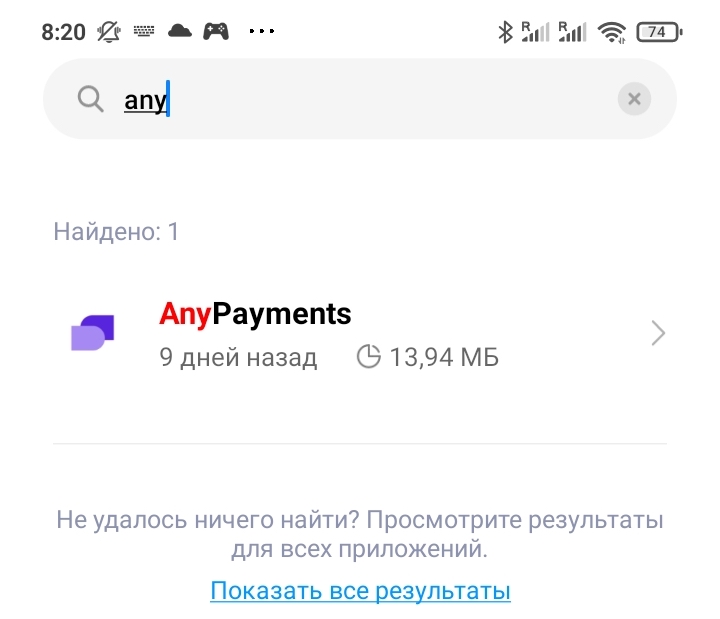 8:20 R R 74
any
Найдено: 1
AnyPayments
9 дней назад 13,94 МБ
Не удалось ничего найти? Просмотрите результаты
для всех приложений.
Показать все результаты